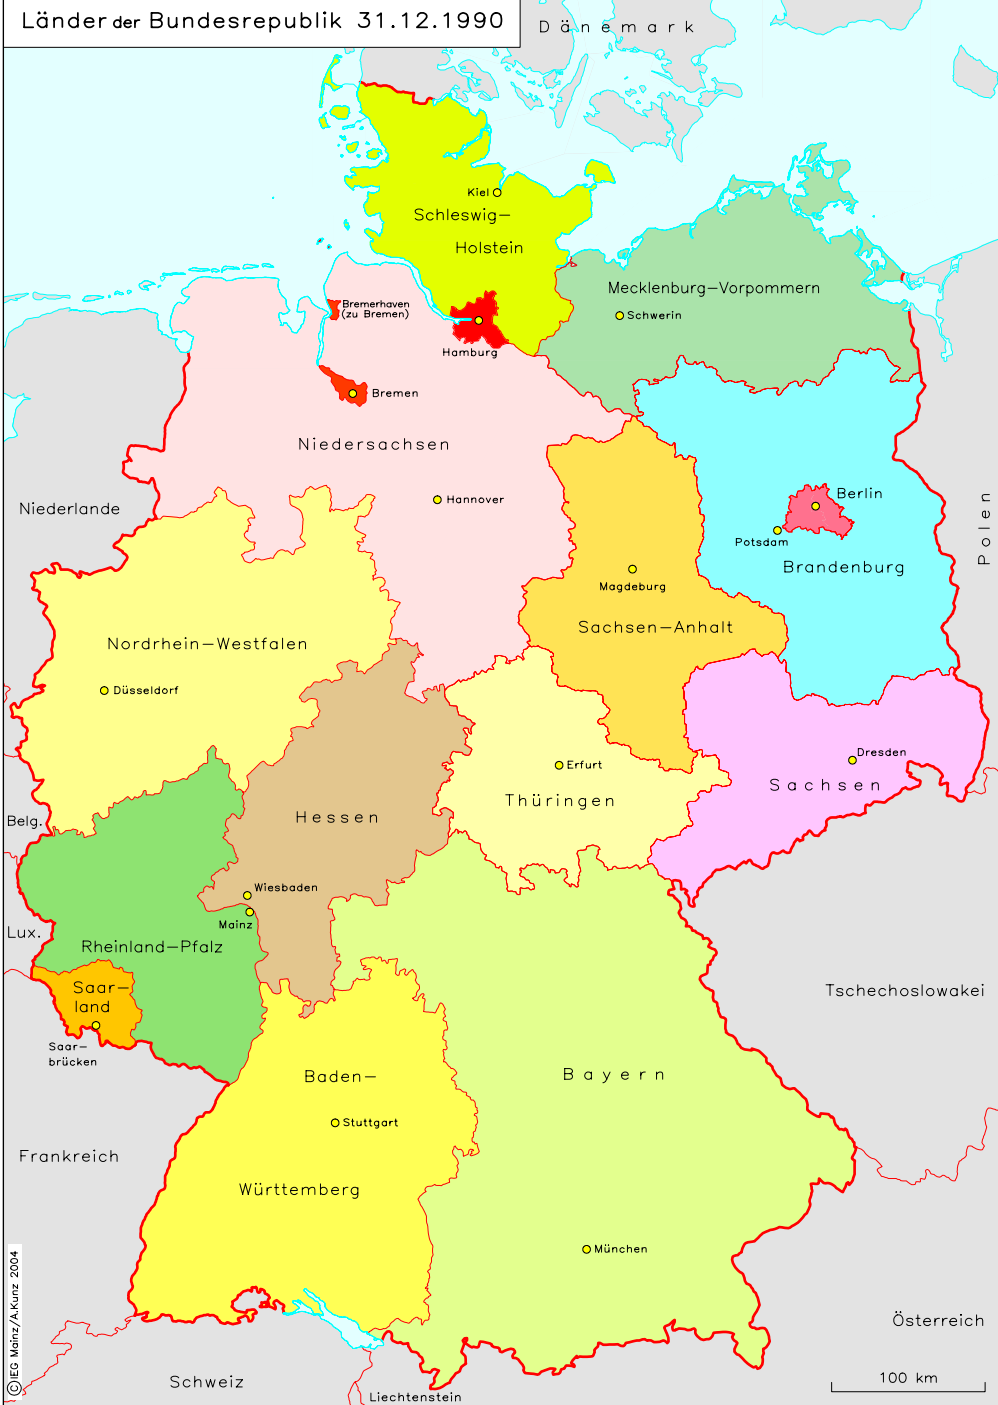 Länder der Bundesrepublik 31.12.1990
Dänemark
Kiel
Schleswig–
Holstein
Mecklenburg–Vorpommern
Schwerin
Bremerhaven
(zu Bremen)
Hamburg
Bremen
Niedersachsen
Hannover
Niederlande
Berlin
Potsdam
Brandenburg
Polen
Magdeburg
Sachsen–Anhalt
Nordrhein–Westfalen
Düsseldorf
Dresden
Sachsen
Erfurt
Thüringen
Hessen
Belg.
Wiesbaden
Mainz
Lux.
Rheinland–Pfalz
Saar–
land
Saar–
brücken
Tschechoslowakei
Baden–
Bayern
Stuttgart
Frankreich
Württemberg
München
Österreich
Schweiz
Liechtenstein
100 km
©IEG Mainz/A.Kunz 2004